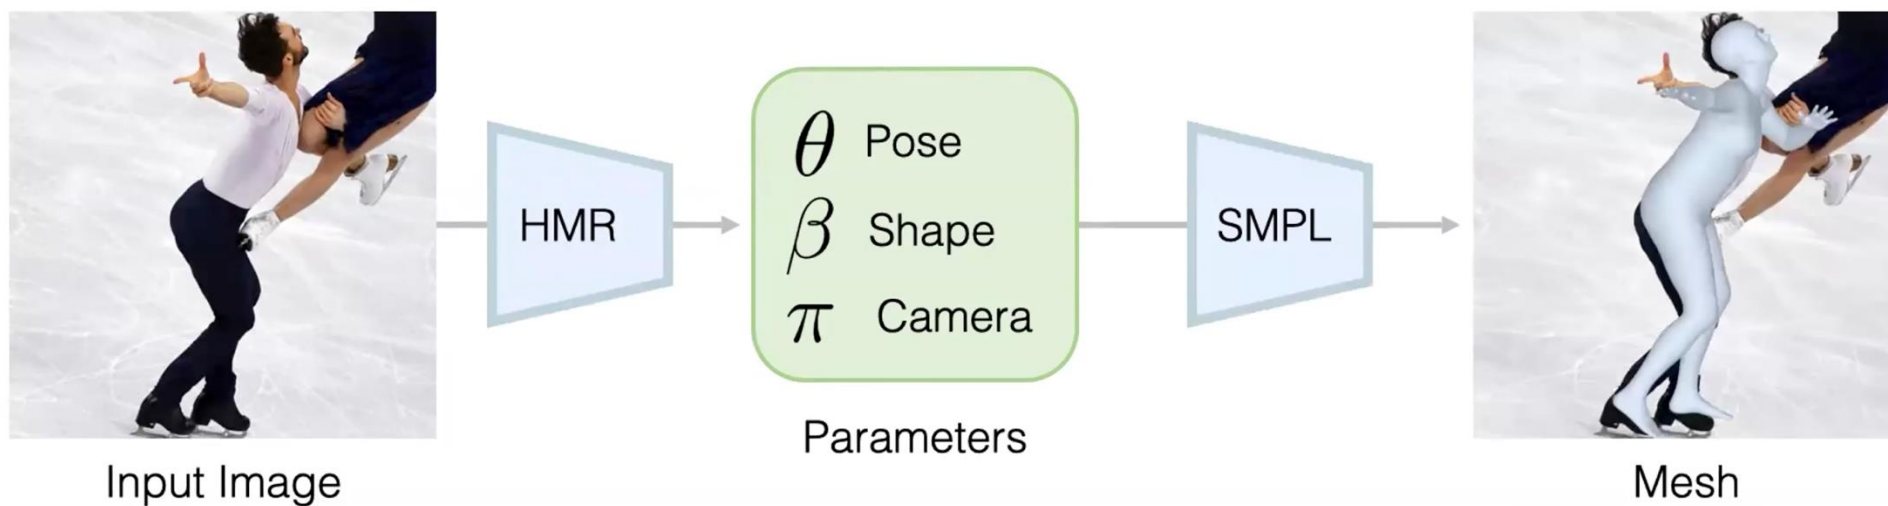 HMR
θ Pose
β Shape
π Camera
SMPL
Parameters
Input Image
Mesh